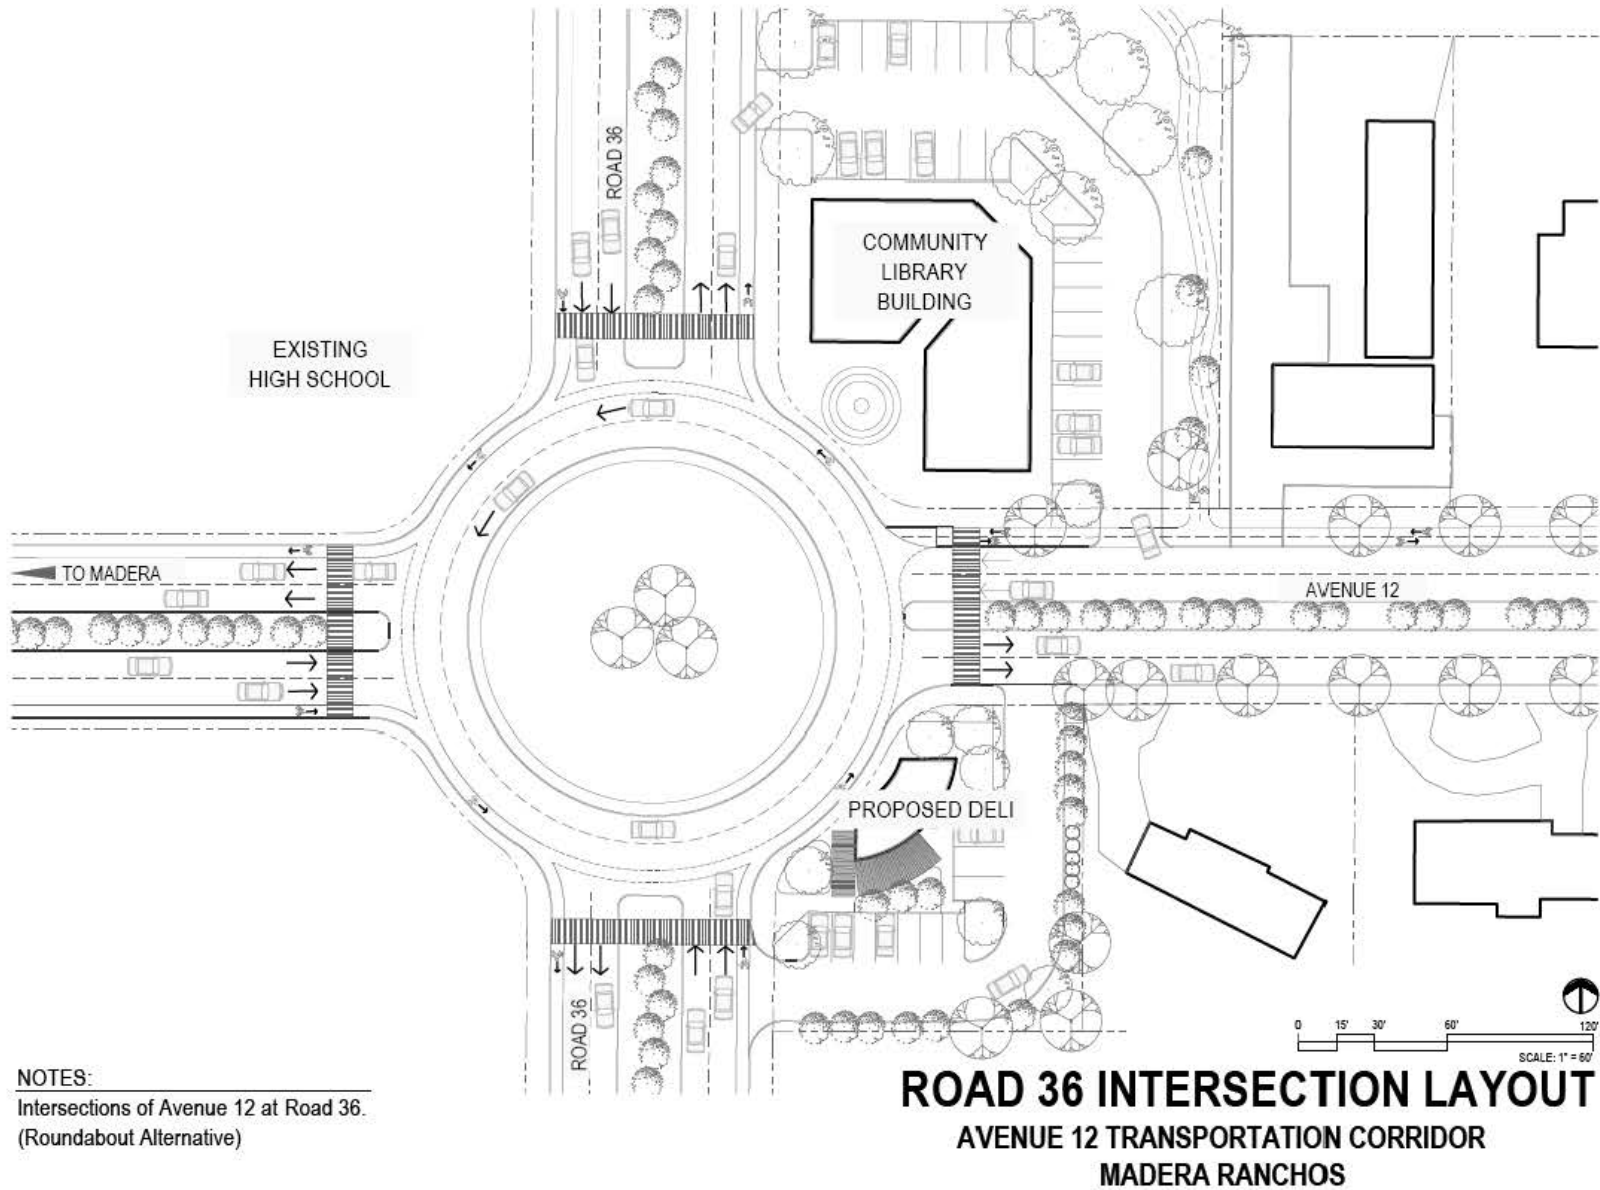 ROAD 36
COMMUNITY
LIBRARY
BUILDING
EXISTING
HIGH SCHOOL
TO MADERA
AVENUE 12
PROPOSED DELI
ROAD 36
0 15' 30' 60' 120'
SCALE: 1" = 60'
NOTES:
Intersections of Avenue 12 at Road 36.
(Roundabout Alternative)
ROAD 36 INTERSECTION LAYOUT
AVENUE 12 TRANSPORTATION CORRIDOR
MADERA RANCHOS